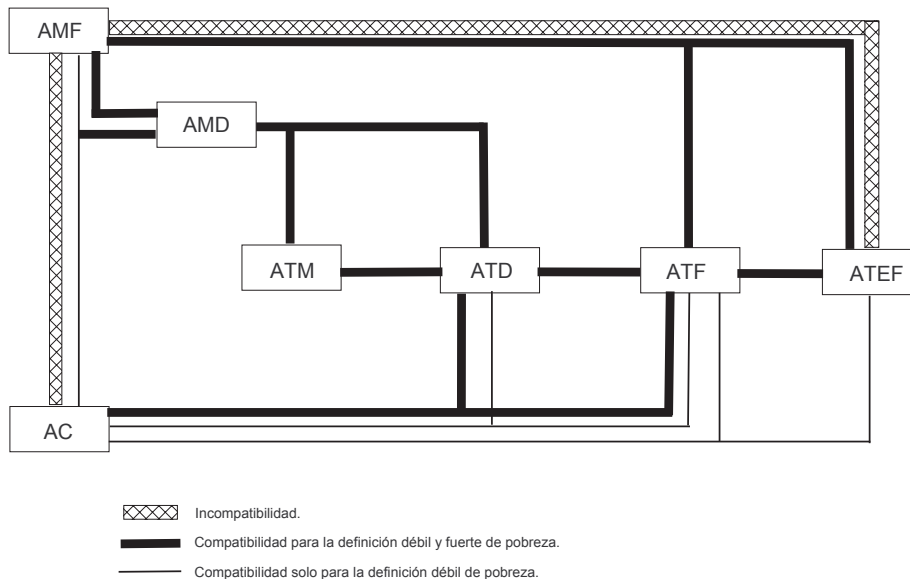 AMF
AMD
ATM
ATD
ATF
ATEF
AC
Incompatibilidad.
Compatibilidad para la definición débil y fuerte de pobreza.
Compatibilidad solo para la definición débil de pobreza.